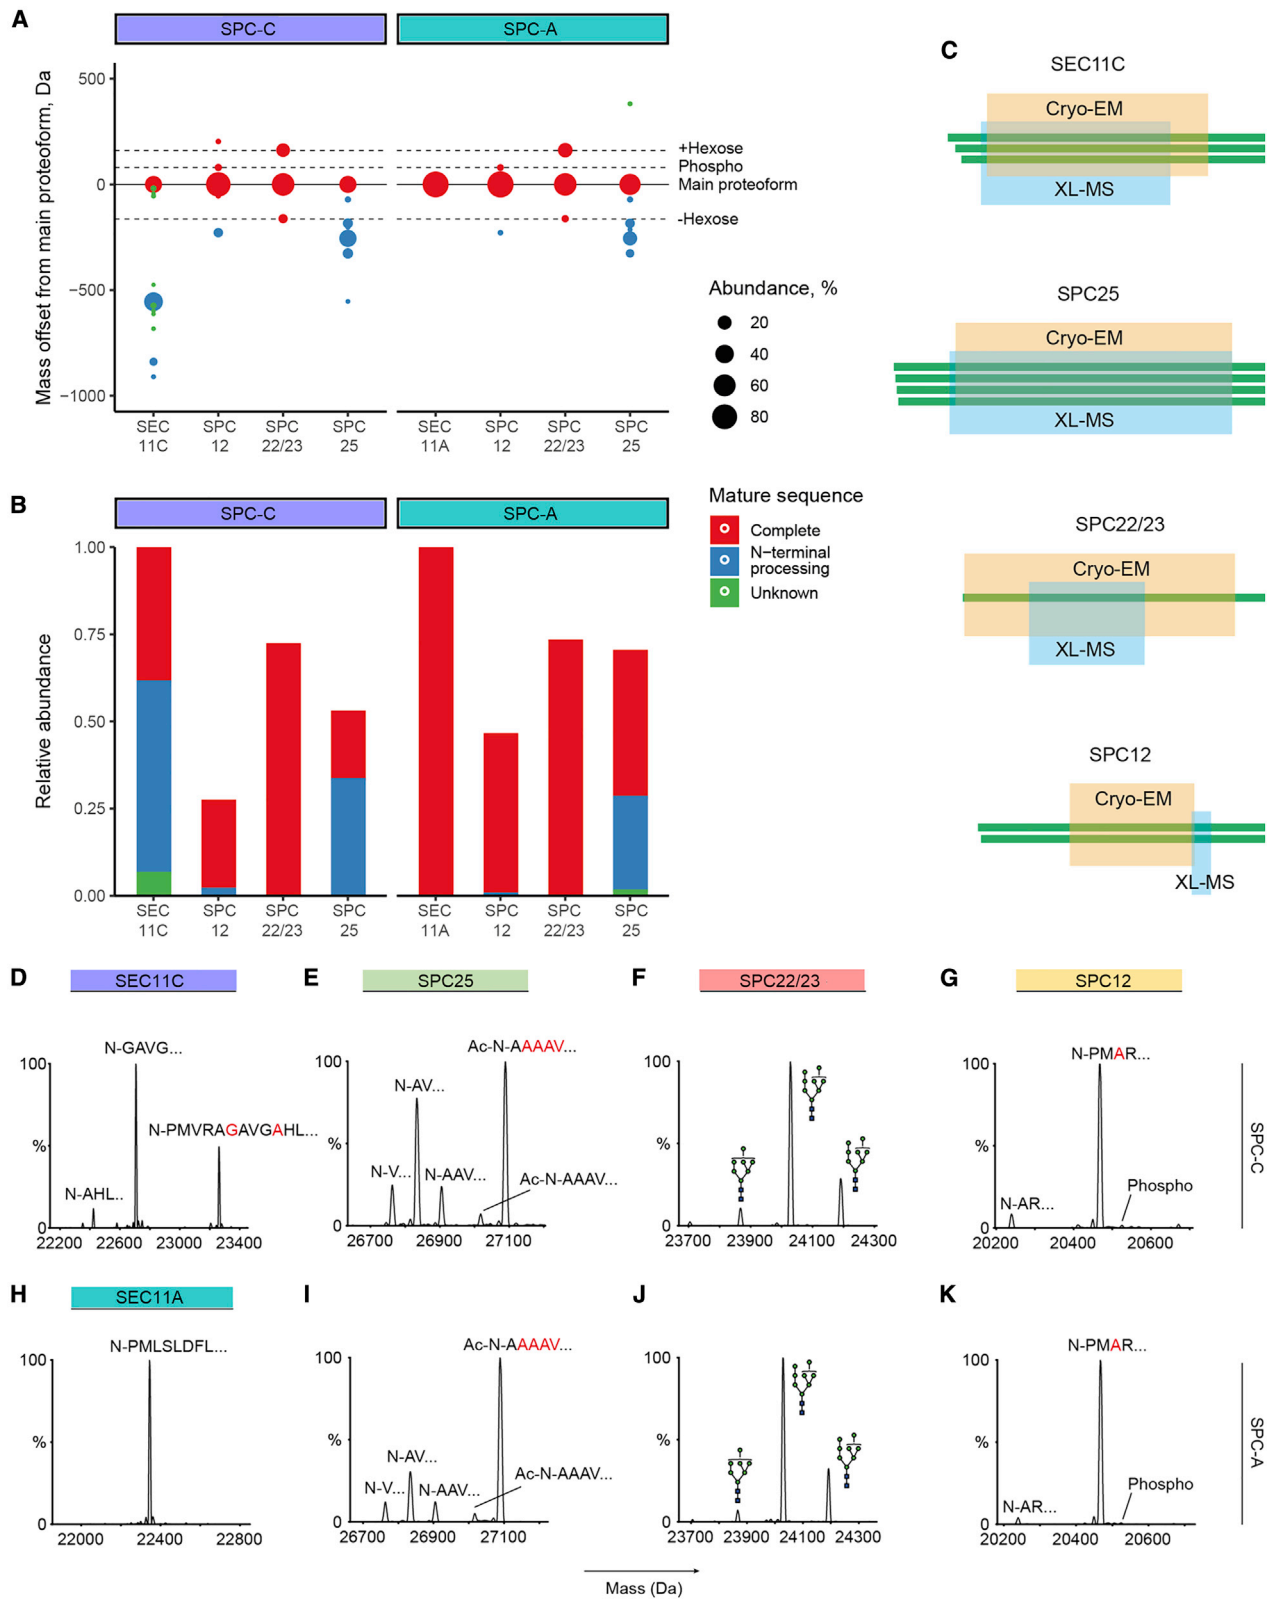 A
SPC-C
SPC-A
Mass offset from main proteoform, Da
500
0
−500
−1000
+Hexose
Phospho
Main proteoform
-Hexose
SEC
11C
SPC
12
SPC
22/23
SPC
25
SEC
11A
SPC
12
SPC
22/23
SPC
25
Abundance, %
20
40
60
80
Mature sequence
Complete
N−terminal
processing
Unknown
B
SPC-C
SPC-A
Relative abundance
1.00
0.75
0.50
0.25
0.00
SEC
11C
SPC
12
SPC
22/23
SPC
25
SEC
11A
SPC
12
SPC
22/23
SPC
25
C
SEC11C
Cryo-EM
XL-MS
SPC25
Cryo-EM
XL-MS
SPC22/23
Cryo-EM
XL-MS
SPC12
Cryo-EM
XL-MS
D
SEC11C
N-GAVG...
N-PMVRAGAVGAHL...
N-AHL..
100
%
0
22200 22600 23000 23400
E
SPC25
Ac-N-AAAAV...
N-AV...
N-V...
N-AAV...
Ac-N-AAAV...
100
%
0
26700 26900 27100
F
SPC22/23
100
%
0
23700 23900 24100 24300
G
SPC12
N-PMAR...
N-AR...
Phospho
100
%
0
20200 20400 20600
SPC-C
H
SEC11A
N-PMLSLDFL...
100
%
0
22000 22400 22800
I
Ac-N-AAAAV...
N-AV...
N-V...
N-AAV...
Ac-N-AAAV...
100
%
0
26700 26900 27100
J
100
%
0
23700 23900 24100 24300
K
N-PMAR...
N-AR...
Phospho
100
%
0
20200 20400 20600
SPC-A
Mass (Da)